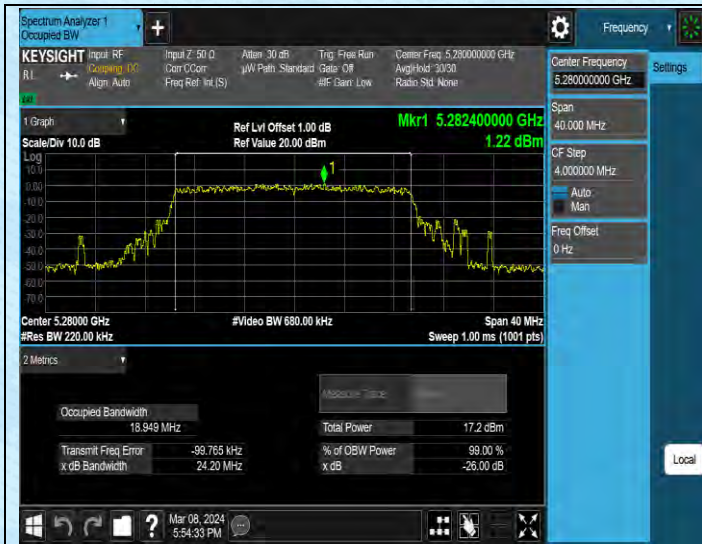 Spectrum Analyzer 1
Occupied BW
Frequency
KEYSIGHT
RL
Input: RF
Coupling: DC
Align: Auto
Input Z: 50 Ω
Corr CCorr
Freq Ref: Int (S)
Atten: 30 dB
µW Path: Standard
Trig: Free Run
Gate: Off
#IF Gain: Low
Center Freq: 5.280000000 GHz
Avg|Hold: 30/30
Radio Std: None
Center Frequency
5.280000000 GHz
Settings
Span
40.000 MHz
CF Step
4.000000 MHz
Auto
Man
Freq Offset
0 Hz
1 Graph
Scale/Div 10.0 dB
Ref Lvl Offset 1.00 dB
Ref Value 20.00 dBm
Mkr1 5.282400000 GHz
1.22 dBm
Log
10.0
0.00
-10.0
-20.0
-30.0
-40.0
-50.0
-60.0
-70.0
1
Center 5.28000 GHz
#Res BW 220.00 kHz
#Video BW 680.00 kHz
Span 40 MHz
Sweep 1.00 ms (1001 pts)
2 Metrics
Measure Trace
Occupied Bandwidth
18.949 MHz
Total Power 17.2 dBm
Transmit Freq Error -99.765 kHz
% of OBW Power 99.00 %
x dB Bandwidth 24.20 MHz
x dB -26.00 dB
Local
Mar 08, 2024
5:54:33 PM